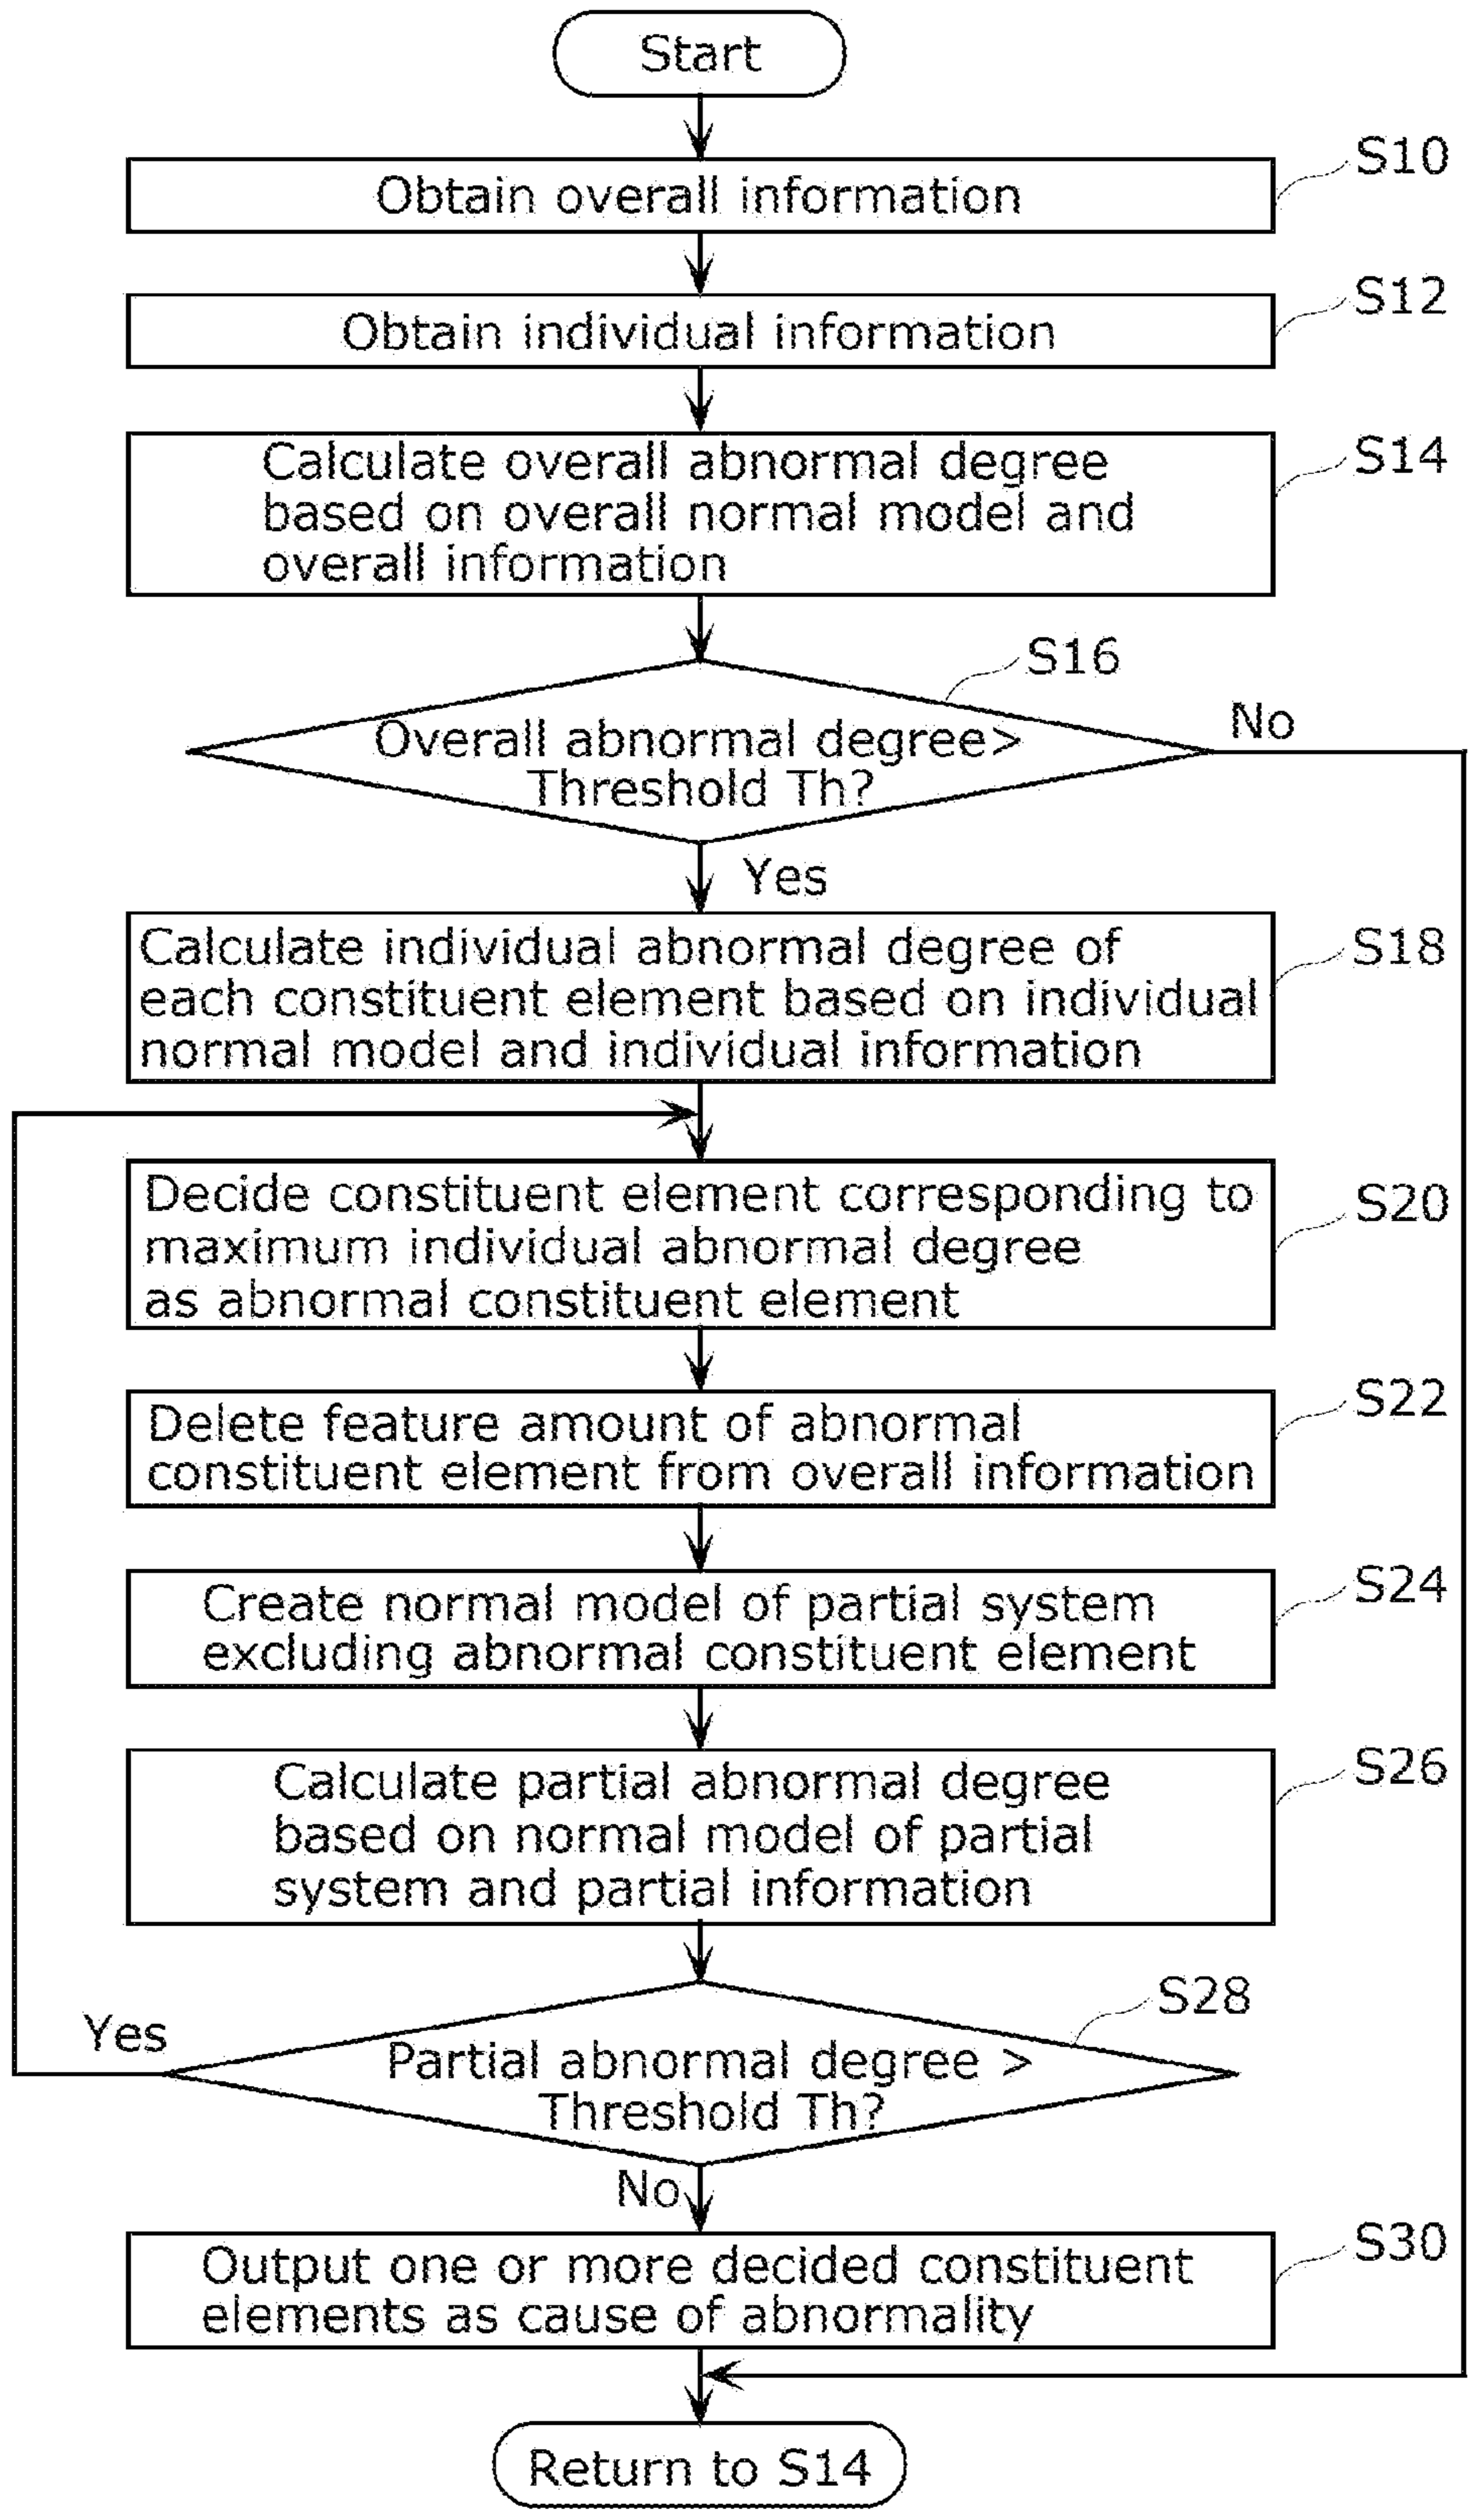 Start
S10
Obtain overall information
S12
Obtain individual information
S14
Calculate overall abnormal degree
based on overall normal model and
overall information
S16
Overall abnormal degree>
Threshold Th?
No
Yes
Calculate individual abnormal degree of
each constituent element based on individual
normal model and individual information
S18
Decide constituent element corresponding to
maximum individual abnormal degree
as abnormal constituent element
S20
Delete feature amount of abnormal
constituent element from overall information
S22
Create normal model of partial system
excluding abnormal constituent element
S24
Calculate partial abnormal degree
based on normal model of partial
system and partial information
S26
S28
Partial abnormal degree >
Threshold Th?
Yes
No
Output one or more decided constituent
elements as cause of abnormality
S30
Return to S14